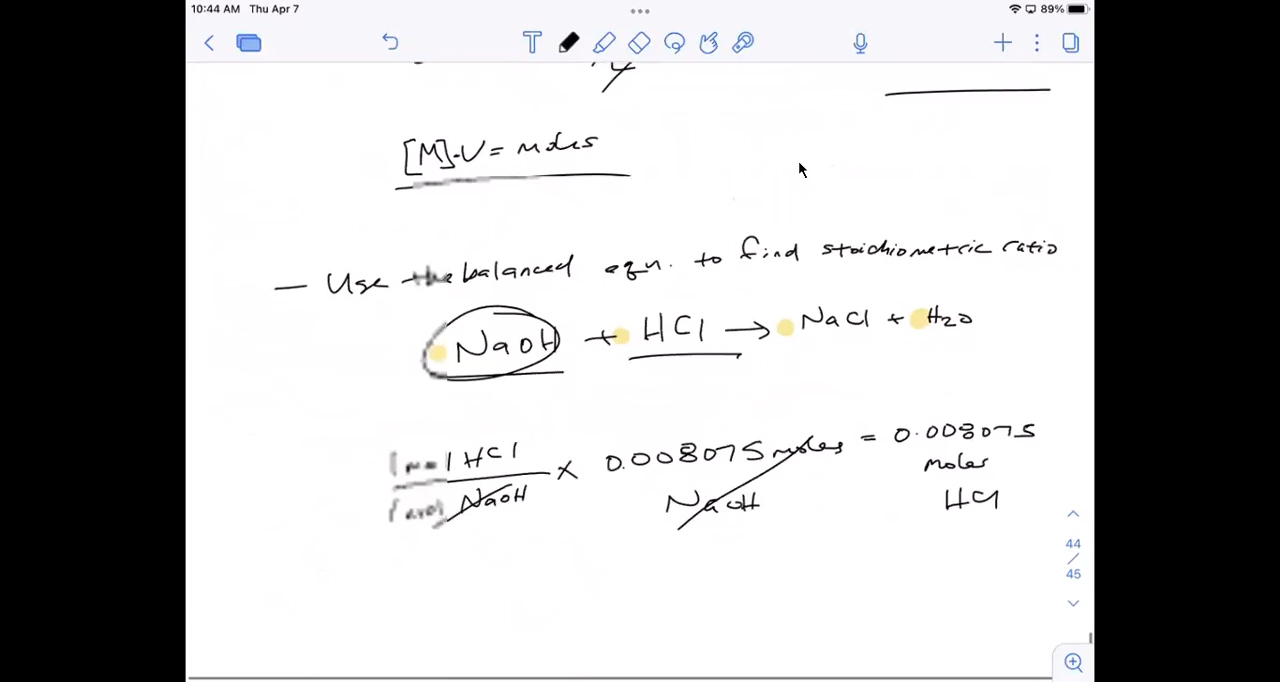 10:44 AM Thu Apr 7
89%
[M]·V = moles
— Use the balanced eqn. to find stoichiometric ratio
NaOH + HCl → NaCl + H2O
1 mol HCl × 0.008075 moles = 0.008075
1 mol NaOH NaOH moles
HCl
44
45